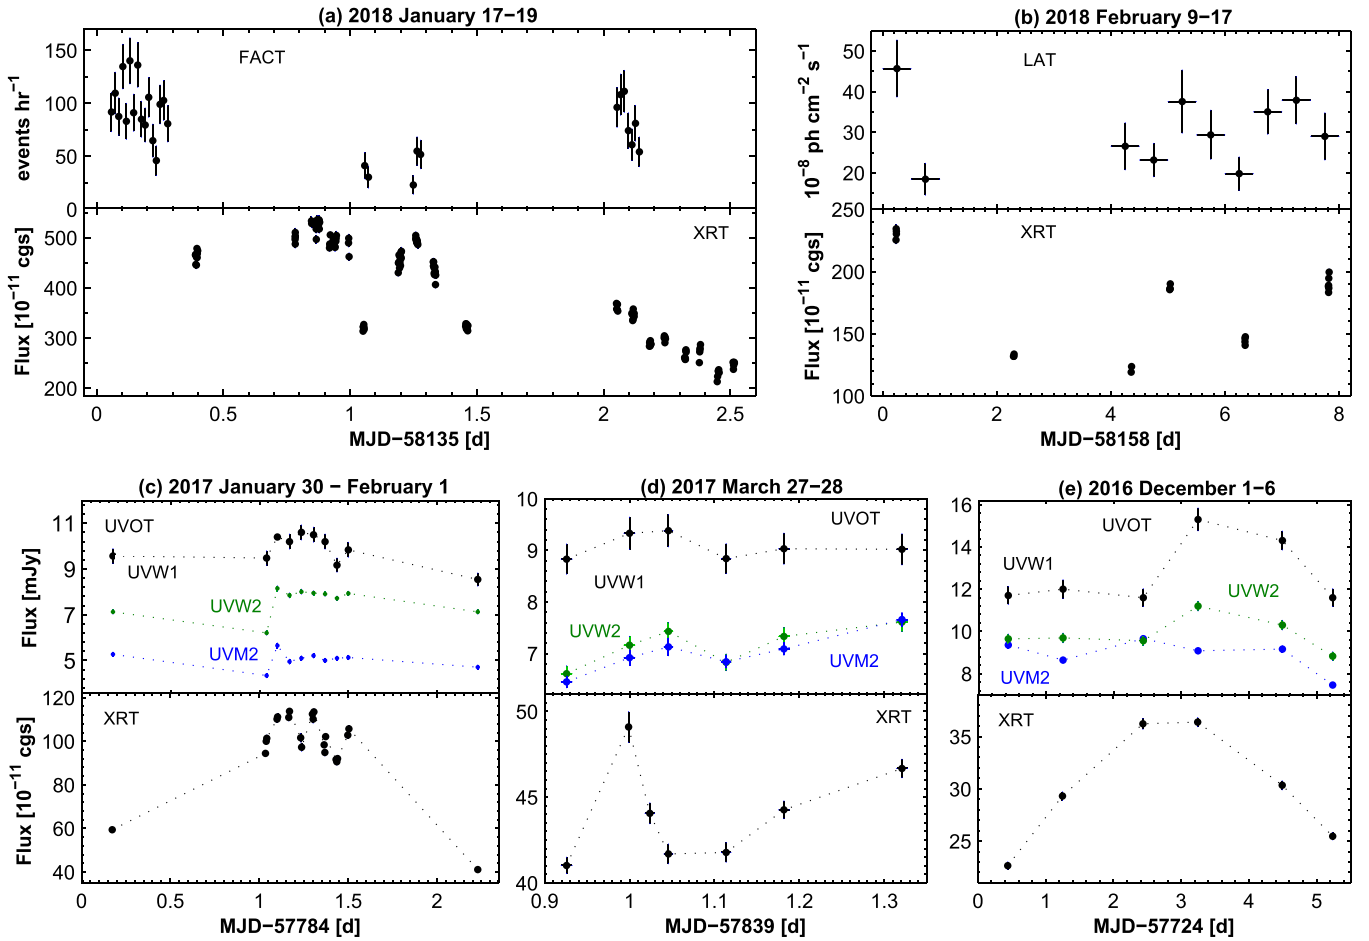 (a) 2018 January 17−19
events hr⁻¹
150
100
50
0
FACT
Flux [10⁻¹¹ cgs]
500
400
300
200
XRT
0 0.5 1 1.5 2 2.5
MJD−58135 [d]
(b) 2018 February 9−17
10⁻⁸ ph cm⁻² s⁻¹
50
40
30
20
LAT
Flux [10⁻¹¹ cgs]
250
200
150
100
XRT
0 2 4 6 8
MJD−58158 [d]
(c) 2017 January 30 − February 1
Flux [mJy]
11
9
7
5
UVOT
UVW1
UVW2
UVM2
Flux [10⁻¹¹ cgs]
120
100
80
60
40
XRT
0 0.5 1 1.5 2
MJD−57784 [d]
(d) 2017 March 27−28
10
9
8
7
UVOT
UVW1
UVW2
UVM2
50
45
40
XRT
0.9 1 1.1 1.2 1.3
MJD−57839 [d]
(e) 2016 December 1−6
16
14
12
10
8
UVOT
UVW1
UVW2
UVM2
35
30
25
XRT
0 1 2 3 4 5
MJD−57724 [d]